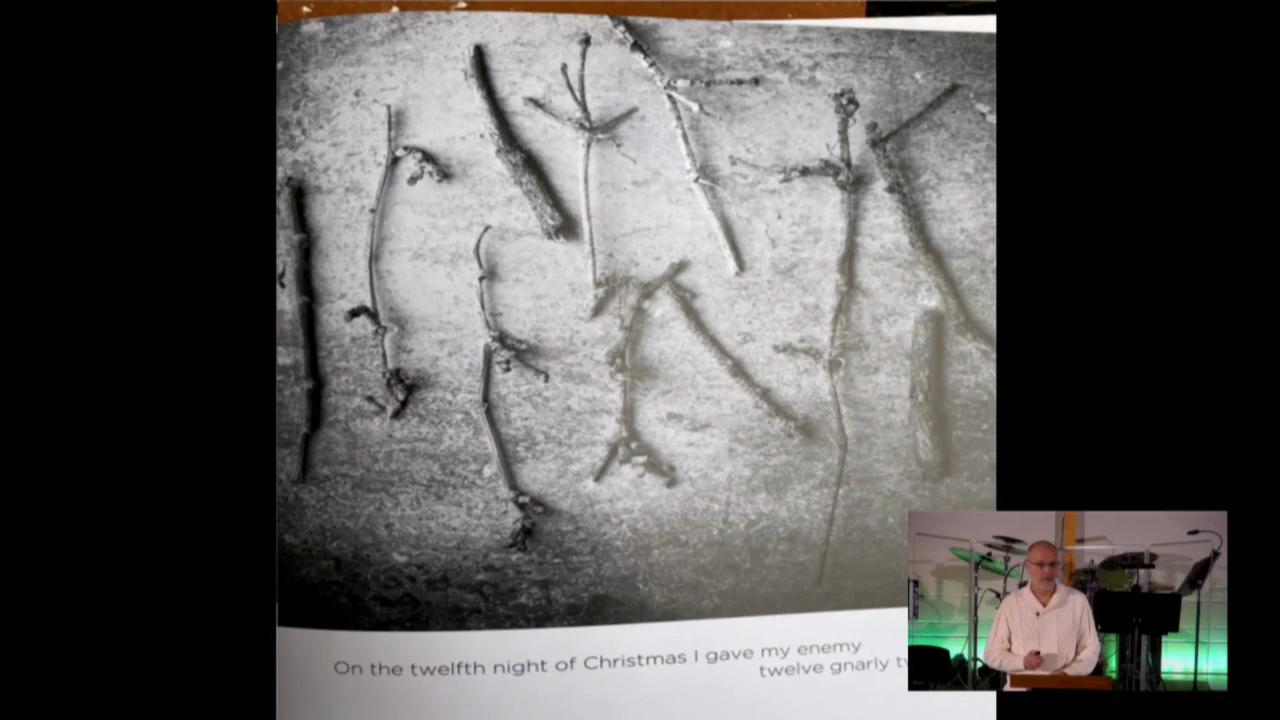 On the twelfth night of Christmas I gave my enemy
twelve gnarly